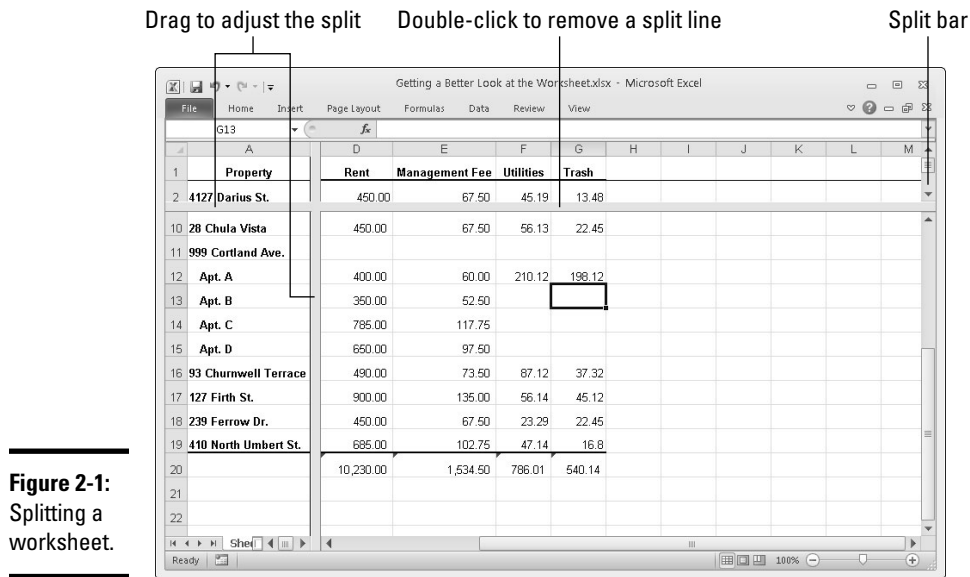 Drag to adjust the split Double-click to remove a split line Split bar
Getting a Better Look at the Worksheet.xlsx - Microsoft Excel
File Home Insert Page Layout Formulas Data Review View
G13 fx
A D E F G H I J K L M
1 Property Rent Management Fee Utilities Trash
2 4127 Darius St. 450.00 67.50 45.19 13.48
10 28 Chula Vista 450.00 67.50 56.13 22.45
11 999 Cortland Ave.
12 Apt. A 400.00 60.00 210.12 198.12
13 Apt. B 350.00 52.50
14 Apt. C 785.00 117.75
15 Apt. D 650.00 97.50
16 93 Churnwell Terrace 490.00 73.50 87.12 37.32
17 127 Firth St. 900.00 135.00 56.14 45.12
18 239 Ferrow Dr. 450.00 67.50 23.29 22.45
19 410 North Umbert St. 685.00 102.75 47.14 16.8
20 10,230.00 1,534.50 786.01 540.14
21
22
Ready 100%
Figure 2-1:
Splitting a
worksheet.